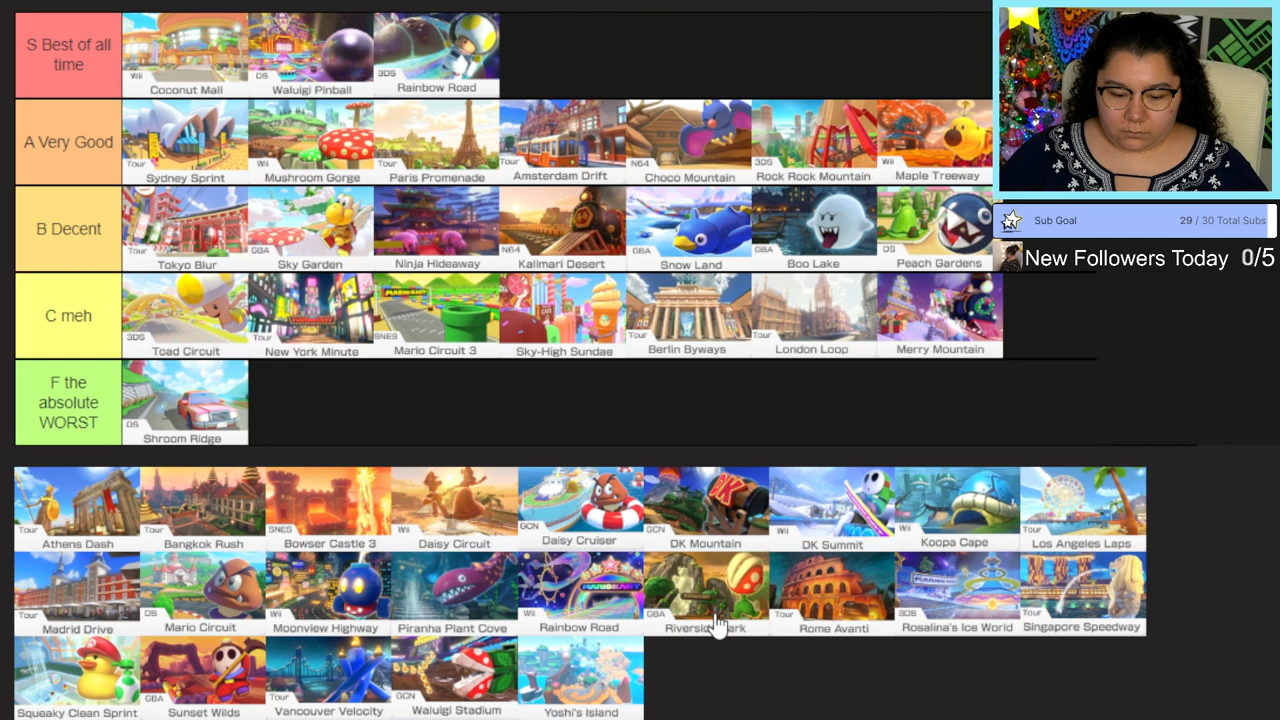 S Best of all
time
Wii
Coconut Mall
DS
Waluigi Pinball
3DS
Rainbow Road
A Very Good
Tour
Sydney Sprint
Wii
Mushroom Gorge
Tour
Paris Promenade
Tour
Amsterdam Drift
N64
Choco Mountain
3DS
Rock Rock Mountain
Wii
Maple Treeway
B Decent
Tour
Tokyo Blur
GBA
Sky Garden
Ninja Hideaway
N64
Kalimari Desert
GBA
Snow Land
GBA
Boo Lake
DS
Peach Gardens
Sub Goal
29 / 30 Total Subs
New Followers Today 0/5
C meh
3DS
Toad Circuit
Tour
New York Minute
MARIO KART
SNES
Mario Circuit 3
Sky-High Sundae
Tour
Berlin Byways
Tour
London Loop
Merry Mountain
F the
absolute
WORST
DS
Shroom Ridge
Tour
Athens Dash
Tour
Bangkok Rush
SNES
Bowser Castle 3
Wii
Daisy Circuit
GCN
Daisy Cruiser
DK
GCN
DK Mountain
Wii
DK Summit
Wii
Koopa Cape
Tour
Los Angeles Laps
Tour
Madrid Drive
DS
Mario Circuit
Wii
Moonview Highway
Piranha Plant Cove
MARIO KART
Wii
Rainbow Road
GBA
Tour
Rome Avanti
MARIO KART
3DS
Rosalina's Ice World
Tour
Singapore Speedway
Squeaky Clean Sprint
GBA
Sunset Wilds
Tour
Vancouver Velocity
GCN
Waluigi Stadium
Yoshi's Island